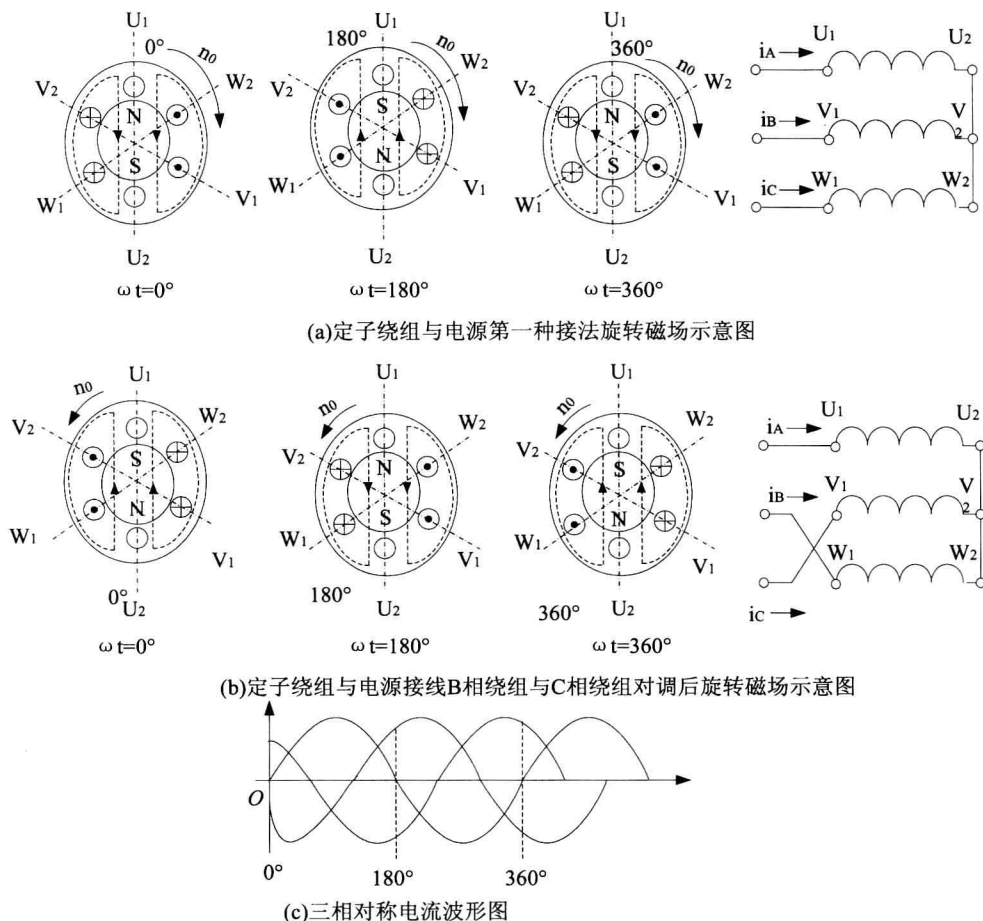 U1
0°
n0
V2
W2
N
S
W1
V1
U2
ωt=0°
U1
180°
n0
V2
W2
S
N
W1
V1
U2
ωt=180°
U1
360°
n0
V2
W2
N
S
W1
V1
U2
ωt=360°
iA
U1
U2
iB
V1
V2
iC
W1
W2
(a)定子绕组与电源第一种接法旋转磁场示意图
U1
n0
V2
W2
S
N
W1
V1
0°
U2
ωt=0°
U1
n0
V2
W2
N
S
W1
V1
180°
U2
ωt=180°
U1
n0
V2
W2
S
N
W1
V1
360°
U2
ωt=360°
iA
U1
U2
iB
V1
V2
W1
W2
iC
(b)定子绕组与电源接线B相绕组与C相绕组对调后旋转磁场示意图
O
0°
180°
360°
(c)三相对称电流波形图